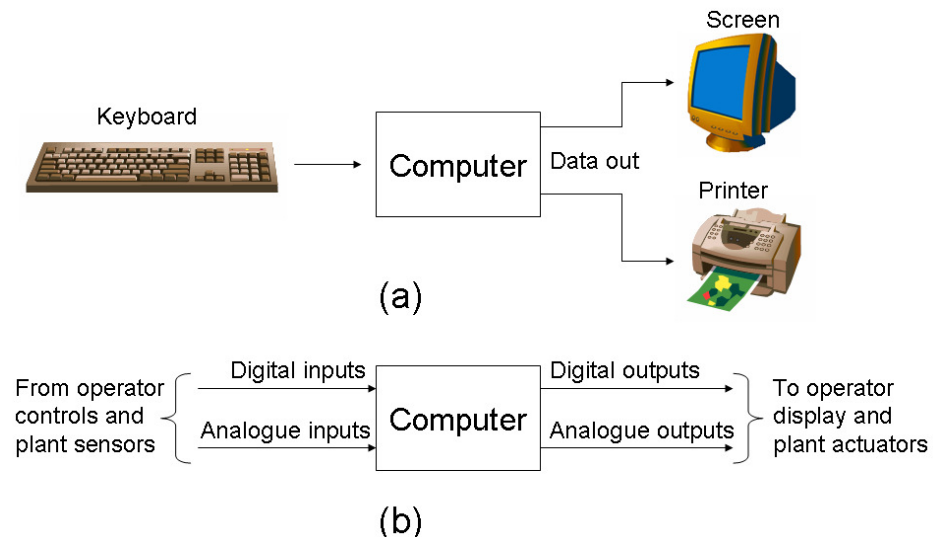 Screen
Keyboard
Computer
Data out
Printer
(a)
Digital inputs
Digital outputs
From operator
controls and
plant sensors
Computer
To operator
display and
plant actuators
Analogue inputs
Analogue outputs
(b)